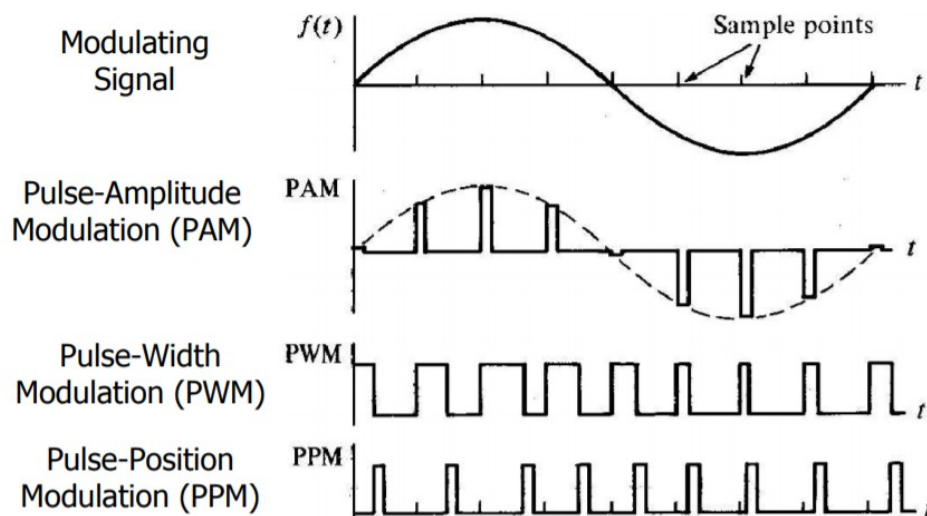 Modulating
Signal
f(t)
Sample points
t
Pulse-Amplitude
Modulation (PAM)
PAM
t
Pulse-Width
Modulation (PWM)
PWM
t
Pulse-Position
Modulation (PPM)
PPM